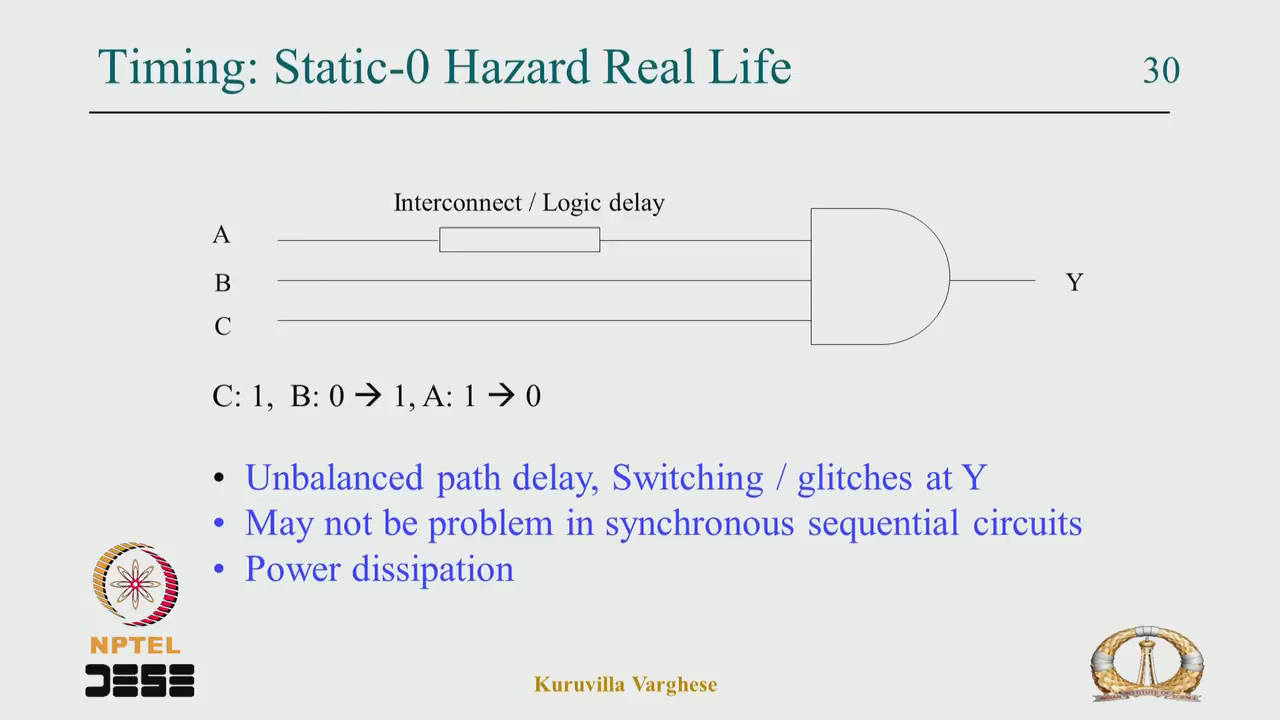 Timing: Static-0 Hazard Real Life
30
Interconnect / Logic delay
A
B
C
Y
C: 1, B: 0 → 1, A: 1 → 0
• Unbalanced path delay, Switching / glitches at Y
• May not be problem in synchronous sequential circuits
• Power dissipation
NPTEL
DESE
Kuruvilla Varghese